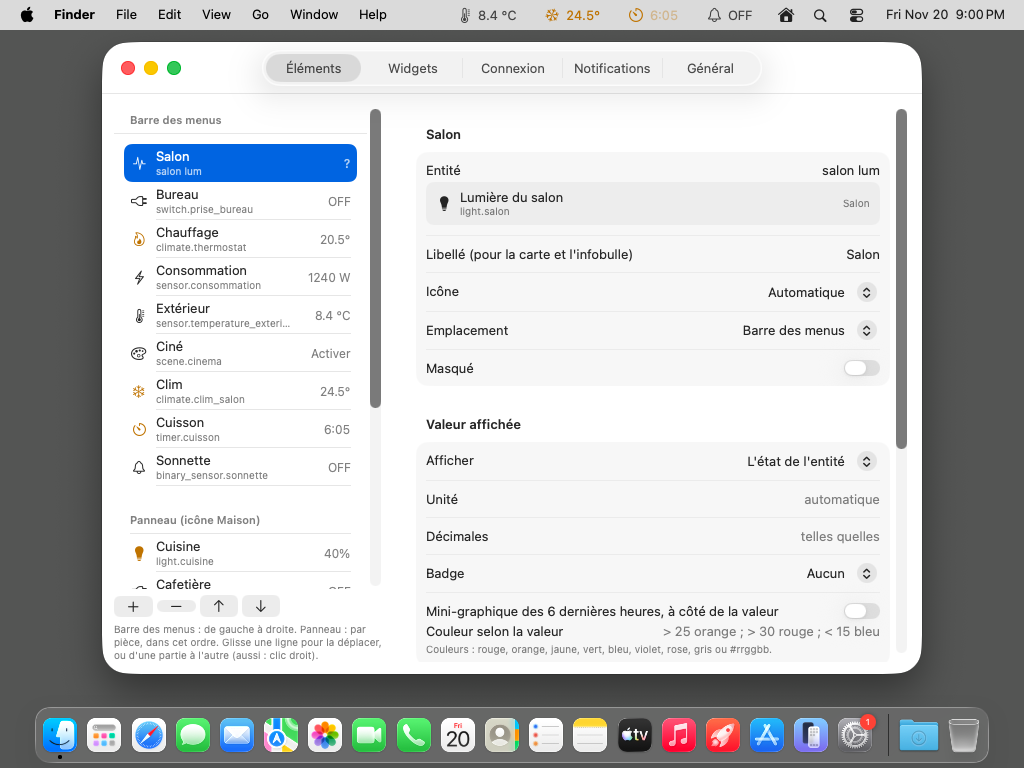 Finder File Edit View Go Window Help 8.4 °C 24.5° 6:05 OFF Fri Nov 20 9:00 PM
Éléments Widgets Connexion Notifications Général
Barre des menus
Salon
salon lum
?
Bureau
switch.prise_bureau
OFF
Chauffage
climate.thermostat
20.5°
Consommation
sensor.consommation
1240 W
Extérieur
sensor.temperature_exteri...
8.4 °C
Ciné
scene.cinema
Activer
Clim
climate.clim_salon
24.5°
Cuisson
timer.cuisson
6:05
Sonnette
binary_sensor.sonnette
OFF
Panneau (icône Maison)
Cuisine
light.cuisine
40%
Cafetière
OFF
+ − ↑ ↓
Barre des menus : de gauche à droite. Panneau : par
pièce, dans cet ordre. Glisse une ligne pour la déplacer,
ou d'une partie à l'autre (aussi : clic droit).
Salon
Entité salon lum
Lumière du salon
light.salon
Salon
Libellé (pour la carte et l'infobulle) Salon
Icône Automatique
Emplacement Barre des menus
Masqué
Valeur affichée
Afficher L'état de l'entité
Unité automatique
Décimales telles quelles
Badge Aucun
Mini-graphique des 6 dernières heures, à côté de la valeur
Couleur selon la valeur > 25 orange ; > 30 rouge ; < 15 bleu
Couleurs : rouge, orange, jaune, vert, bleu, violet, rose, gris ou #rrggbb.
Fri
20
tv
1